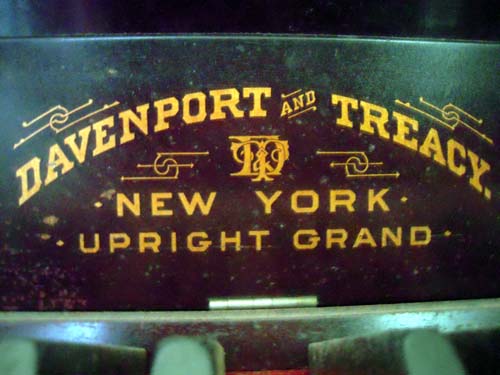 DAVENPORT AND TREACY.
D&T
· NEW YORK ·
· UPRIGHT GRAND ·